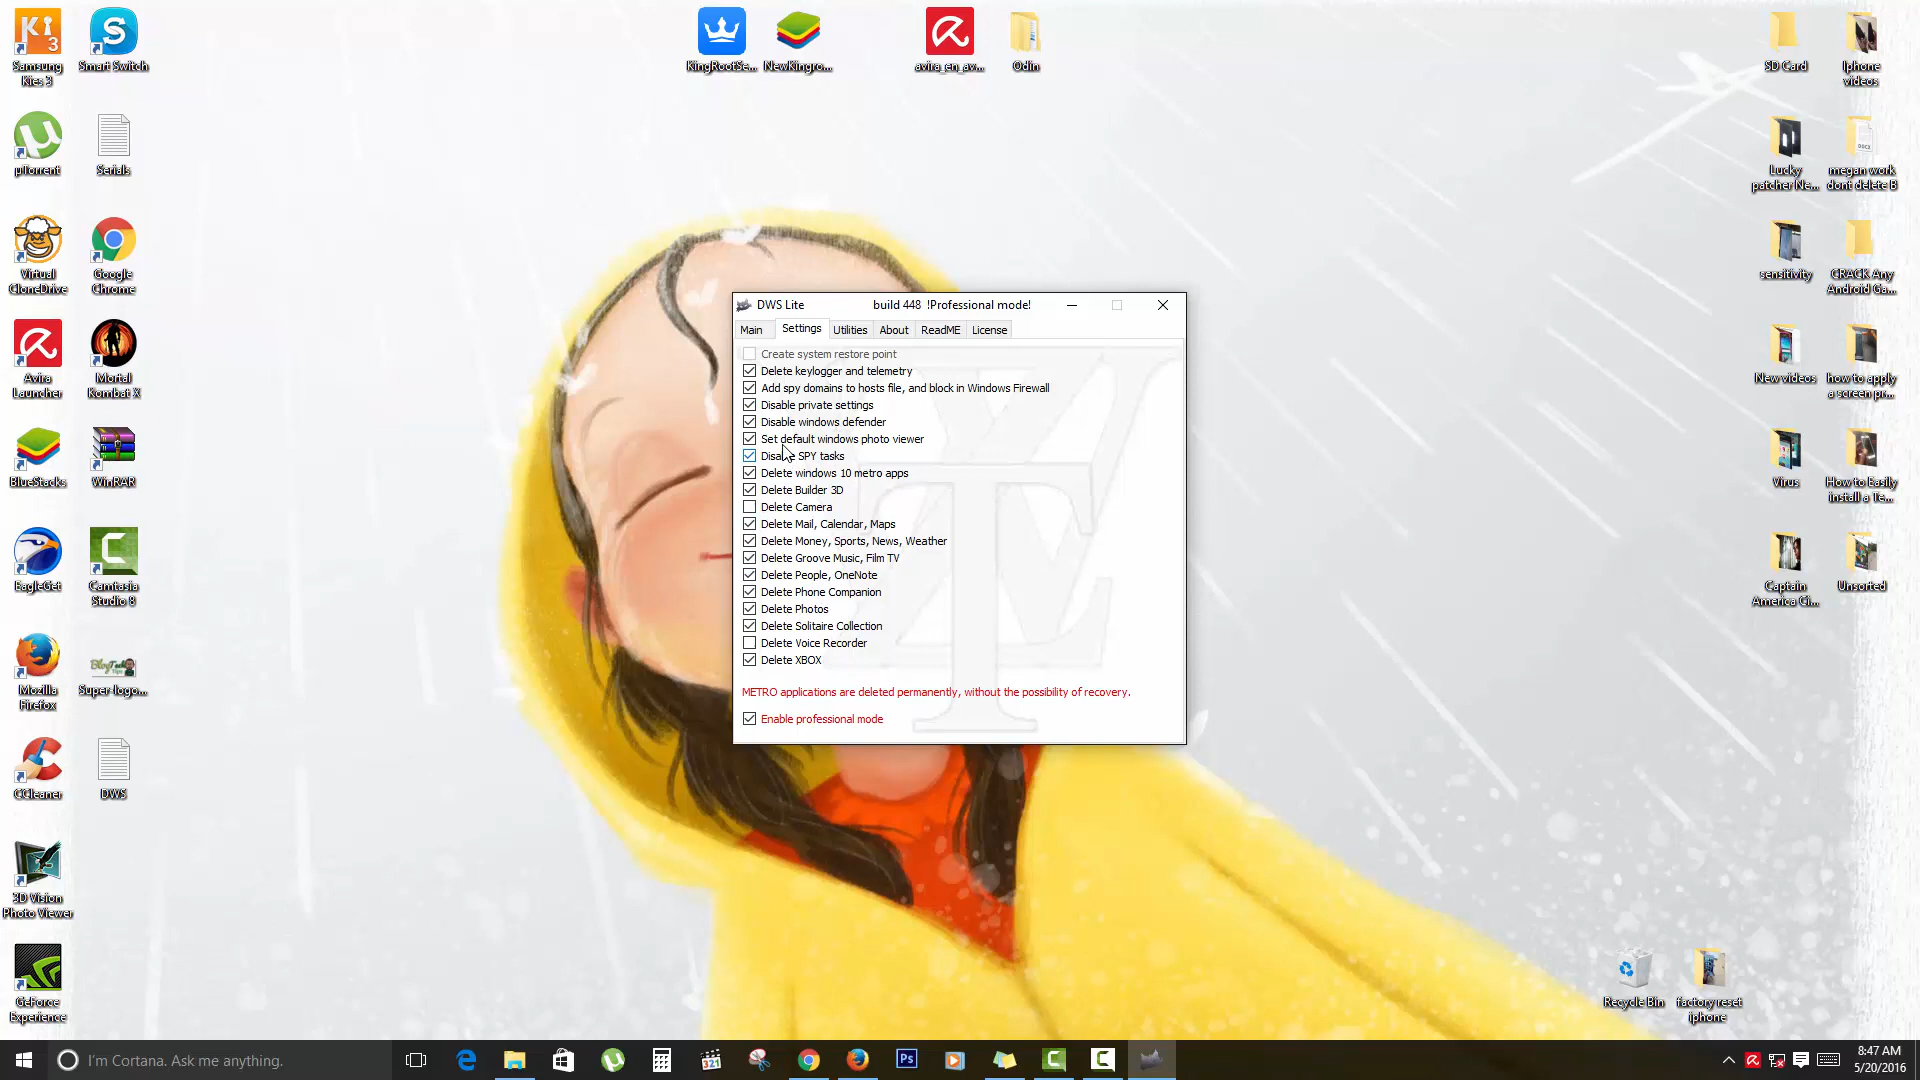 Samsung
Kies 3
Smart Switch
KingRootSe...
NewKingro...
avira_en_av...
Odin
SD Card
Iphone
videos
µTorrent
Serials
Lucky
patcher Ne...
megan work
dont delete B
Virtual
CloneDrive
Google
Chrome
sensitivity
CRACK Any
Android Ga...
Avira
Launcher
Mortal
Kombat X
New videos
how to apply
a screen pr...
BlueStacks
WinRAR
Virus
How to Easily
install a Te...
EagleGet
Camtasia
Studio 8
Captain
America Ci...
Unsorted
Mozilla
Firefox
Super-logo...
CCleaner
DWS
3D Vision
Photo Viewer
GeForce
Experience
Recycle Bin
factory reset
iphone
DWS Lite build 448 !Professional mode!
Main Settings Utilities About ReadME License
Create system restore point
Delete keylogger and telemetry
Add spy domains to hosts file, and block in Windows Firewall
Disable private settings
Disable windows defender
Set default windows photo viewer
Disable SPY tasks
Delete windows 10 metro apps
Delete Builder 3D
Delete Camera
Delete Mail, Calendar, Maps
Delete Money, Sports, News, Weather
Delete Groove Music, Film TV
Delete People, OneNote
Delete Phone Companion
Delete Photos
Delete Solitaire Collection
Delete Voice Recorder
Delete XBOX
METRO applications are deleted permanently, without the possibility of recovery.
Enable professional mode
I'm Cortana. Ask me anything.
321
Ps
8:47 AM
5/20/2016